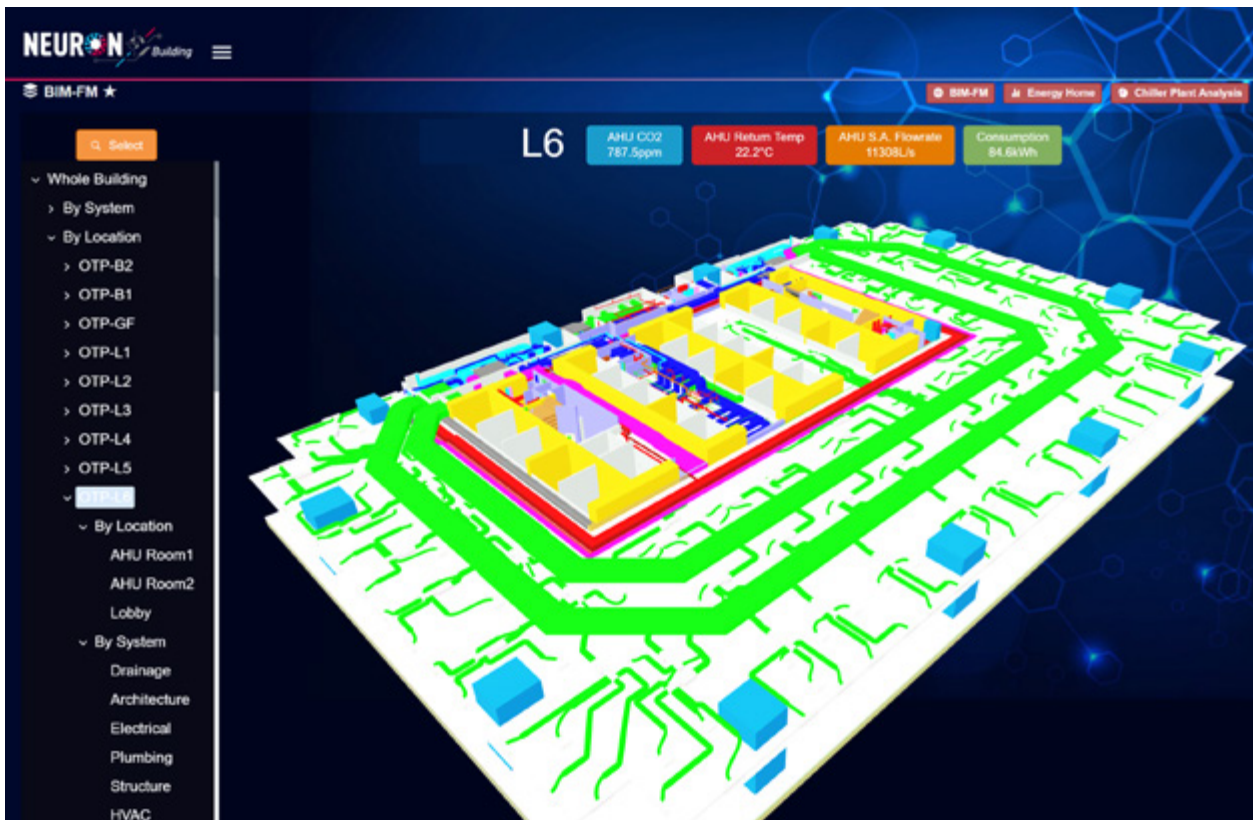 NEURON Building
BIM-FM ★
BIM-FM
Energy Home
Chiller Plant Analysis
Select
L6
AHU CO2
787.5ppm
AHU Return Temp
22.2°C
AHU S.A. Flowrate
11308L/s
Consumption
84.6kWh
Whole Building
By System
By Location
OTP-B2
OTP-B1
OTP-GF
OTP-L1
OTP-L2
OTP-L3
OTP-L4
OTP-L5
OTP-L6
By Location
AHU Room1
AHU Room2
Lobby
By System
Drainage
Architecture
Electrical
Plumbing
Structure
HVAC